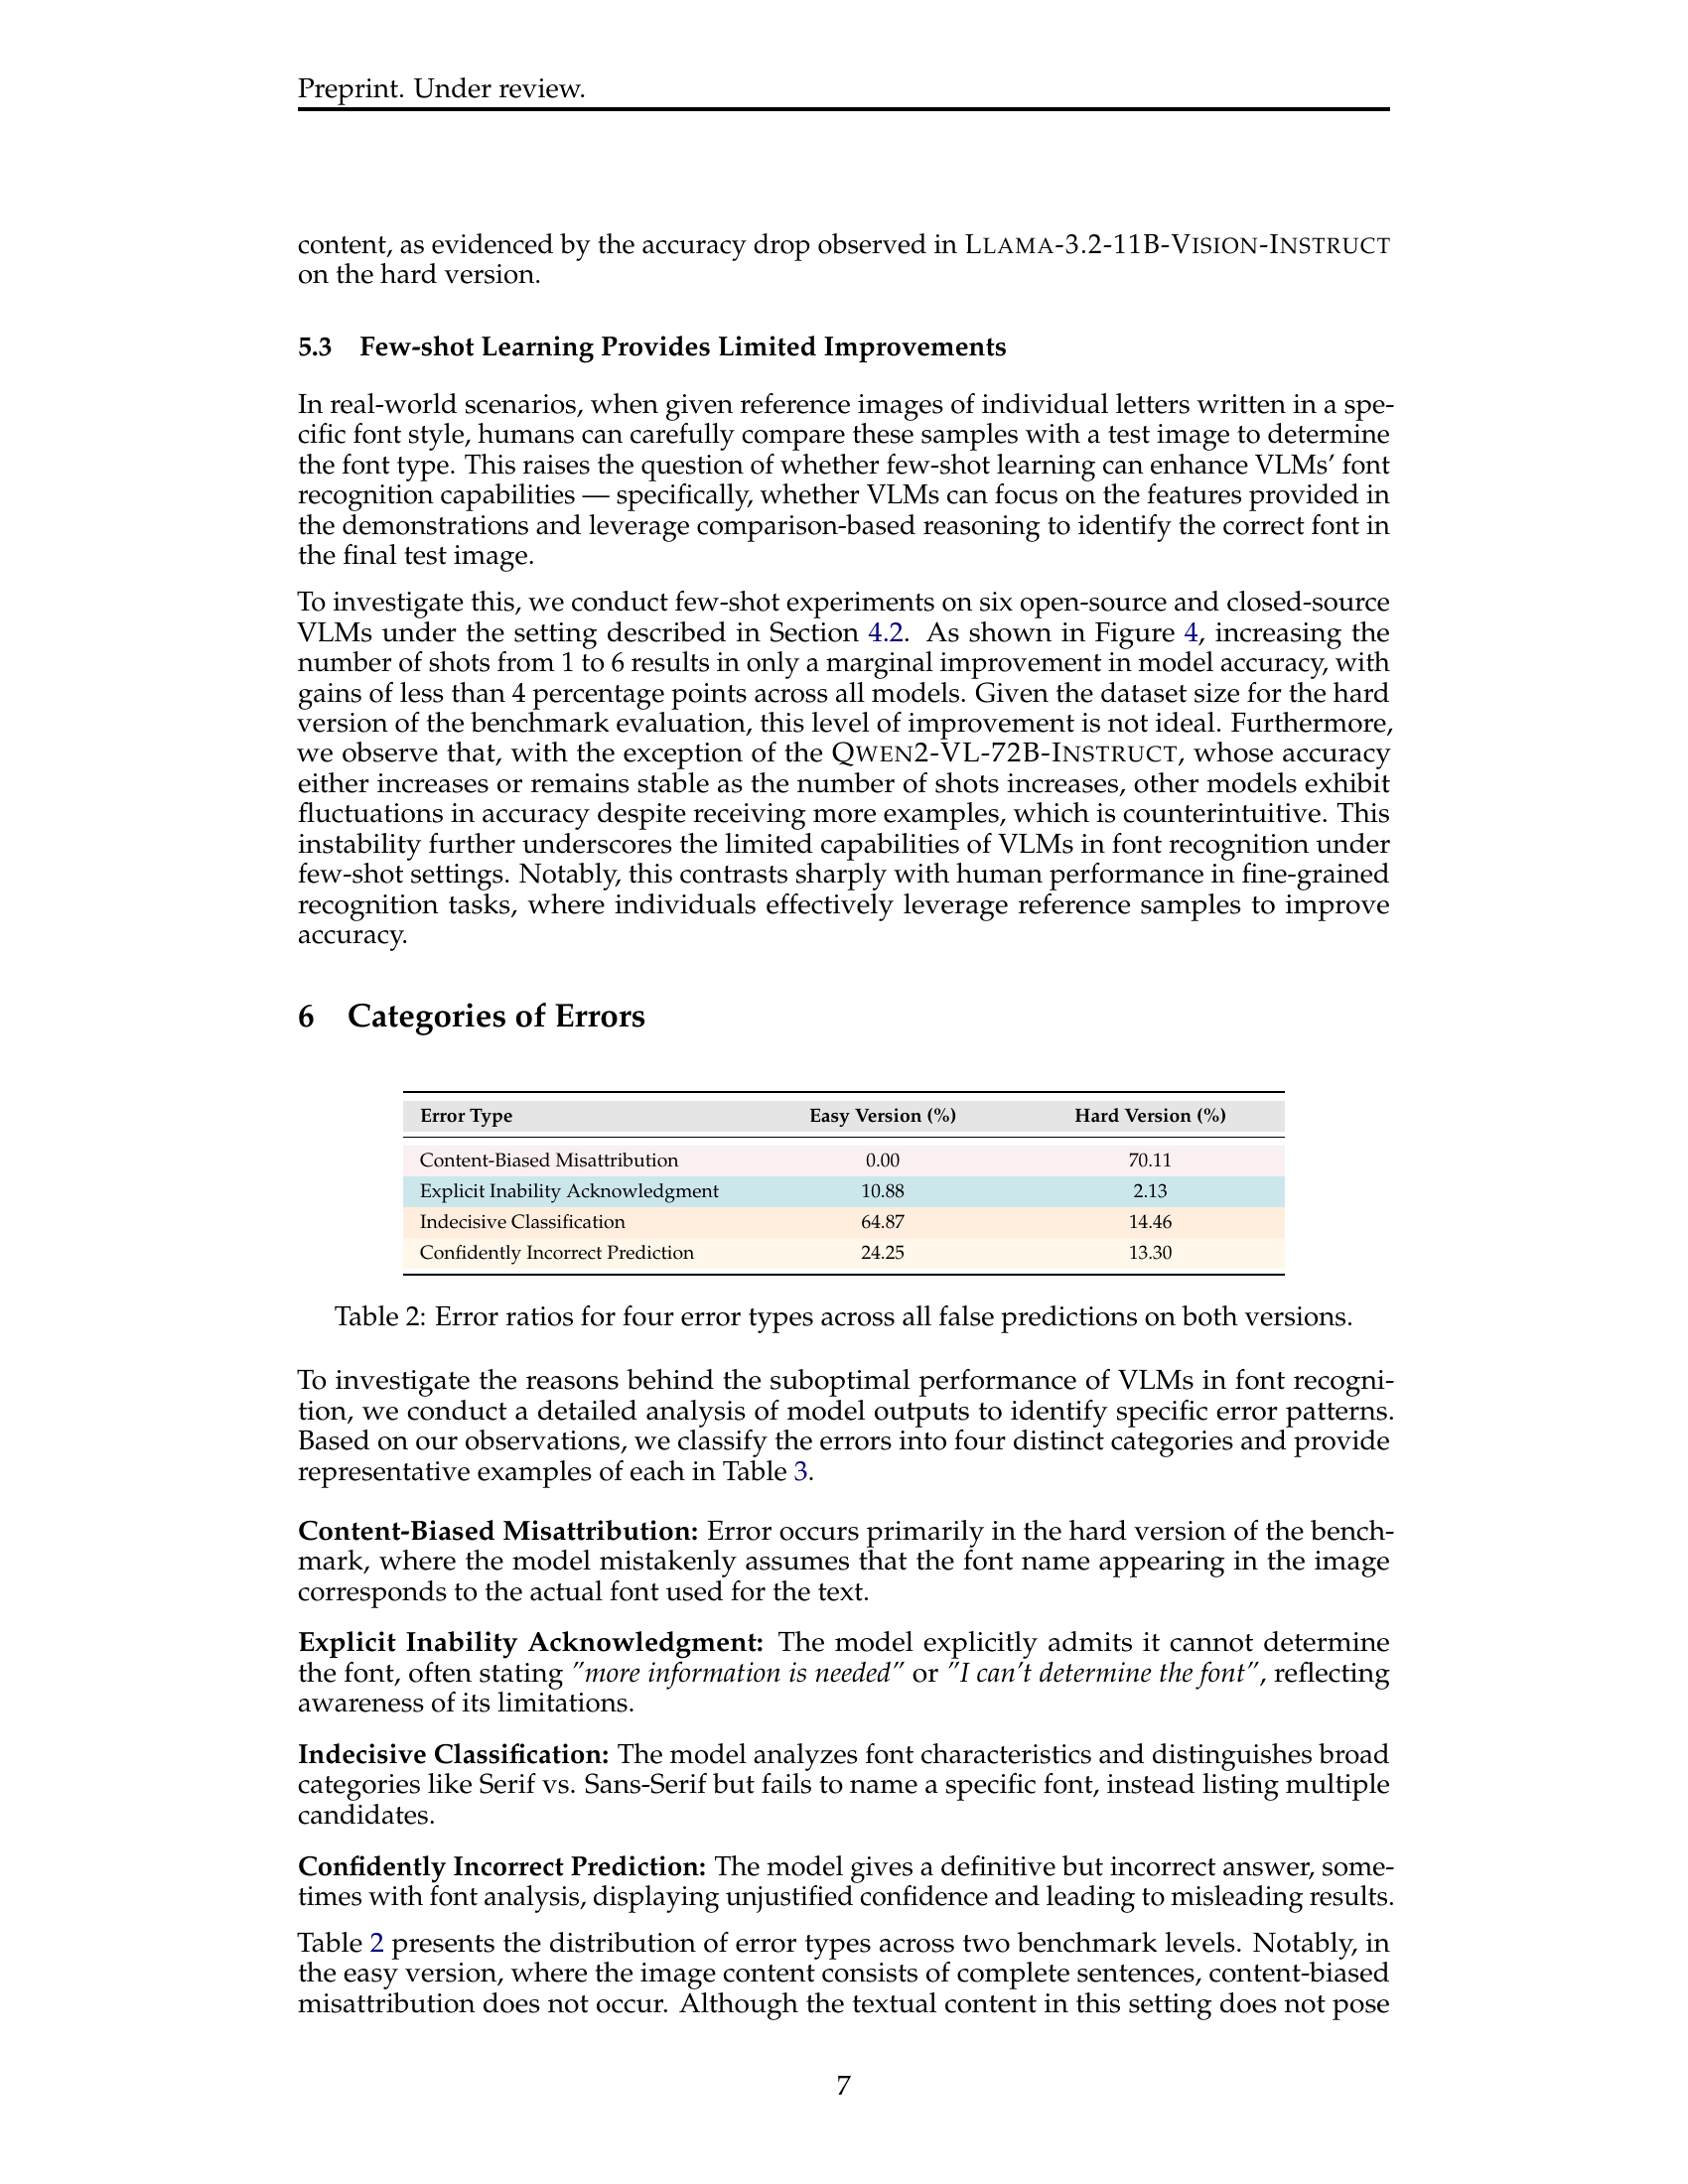 Preprint. Under review.
content, as evidenced by the accuracy drop observed in LLAMA-3.2-11B-VISION-INSTRUCT
on the hard version.
5.3 Few-shot Learning Provides Limited Improvements
In real-world scenarios, when given reference images of individual letters written in a spe-
cific font style, humans can carefully compare these samples with a test image to determine
the font type. This raises the question of whether few-shot learning can enhance VLMs’ font
recognition capabilities — specifically, whether VLMs can focus on the features provided in
the demonstrations and leverage comparison-based reasoning to identify the correct font in
the final test image.
To investigate this, we conduct few-shot experiments on six open-source and closed-source
VLMs under the setting described in Section 4.2. As shown in Figure 4, increasing the
number of shots from 1 to 6 results in only a marginal improvement in model accuracy, with
gains of less than 4 percentage points across all models. Given the dataset size for the hard
version of the benchmark evaluation, this level of improvement is not ideal. Furthermore,
we observe that, with the exception of the QWEN2-VL-72B-INSTRUCT, whose accuracy
either increases or remains stable as the number of shots increases, other models exhibit
fluctuations in accuracy despite receiving more examples, which is counterintuitive. This
instability further underscores the limited capabilities of VLMs in font recognition under
few-shot settings. Notably, this contrasts sharply with human performance in fine-grained
recognition tasks, where individuals effectively leverage reference samples to improve
accuracy.
6 Categories of Errors
Error Type Easy Version (%) Hard Version (%)
Content-Biased Misattribution 0.00 70.11
Explicit Inability Acknowledgment 10.88 2.13
Indecisive Classification 64.87 14.46
Confidently Incorrect Prediction 24.25 13.30
Table 2: Error ratios for four error types across all false predictions on both versions.
To investigate the reasons behind the suboptimal performance of VLMs in font recogni-
tion, we conduct a detailed analysis of model outputs to identify specific error patterns.
Based on our observations, we classify the errors into four distinct categories and provide
representative examples of each in Table 3.
Content-Biased Misattribution: Error occurs primarily in the hard version of the bench-
mark, where the model mistakenly assumes that the font name appearing in the image
corresponds to the actual font used for the text.
Explicit Inability Acknowledgment: The model explicitly admits it cannot determine
the font, often stating ”more information is needed” or ”I can’t determine the font”, reflecting
awareness of its limitations.
Indecisive Classification: The model analyzes font characteristics and distinguishes broad
categories like Serif vs. Sans-Serif but fails to name a specific font, instead listing multiple
candidates.
Confidently Incorrect Prediction: The model gives a definitive but incorrect answer, some-
times with font analysis, displaying unjustified confidence and leading to misleading results.
Table 2 presents the distribution of error types across two benchmark levels. Notably, in
the easy version, where the image content consists of complete sentences, content-biased
misattribution does not occur. Although the textual content in this setting does not pose
7